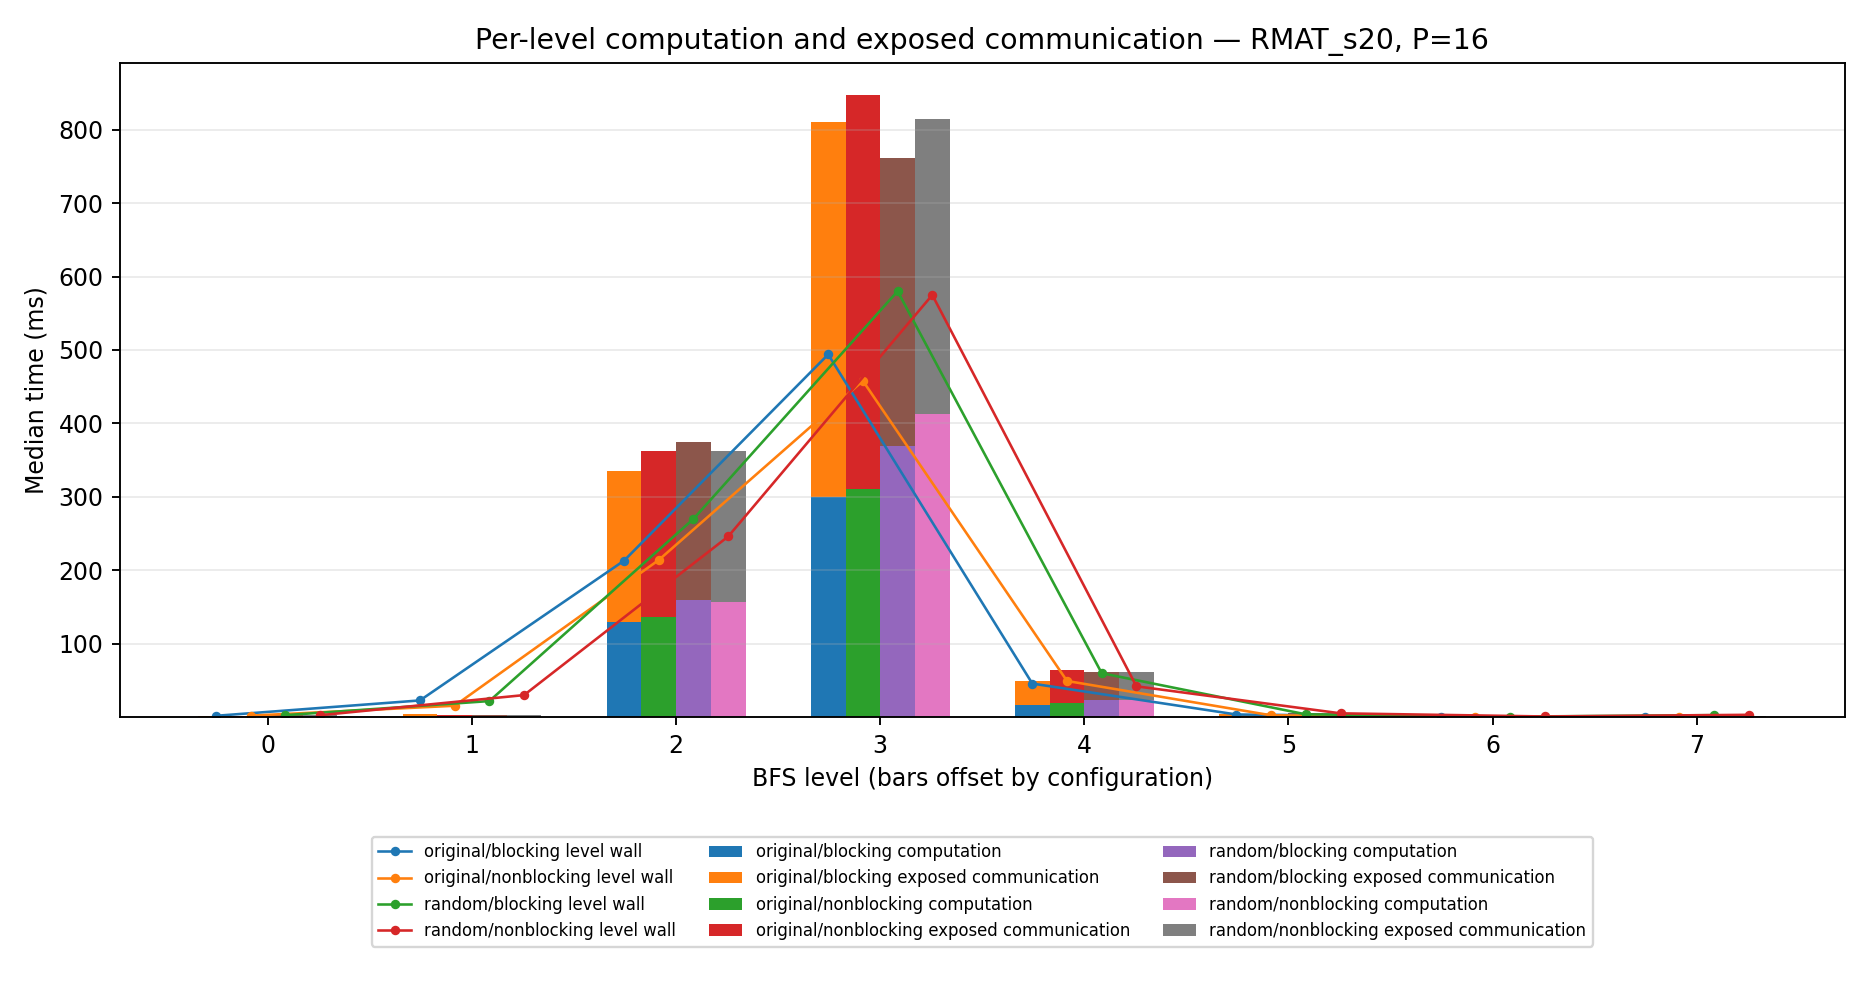 Per-level computation and exposed communication — RMAT_s20, P=16
Median time (ms)
800
700
600
500
400
300
200
100
0 1 2 3 4 5 6 7
BFS level (bars offset by configuration)
original/blocking level wall
original/nonblocking level wall
random/blocking level wall
random/nonblocking level wall
original/blocking computation
original/blocking exposed communication
original/nonblocking computation
original/nonblocking exposed communication
random/blocking computation
random/blocking exposed communication
random/nonblocking computation
random/nonblocking exposed communication